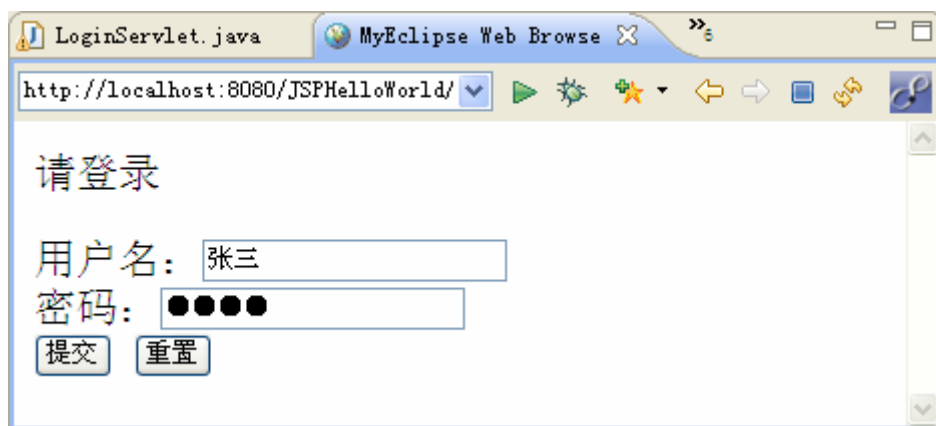 LoginServlet.java
MyEclipse Web Browse
»6
http://localhost:8080/JSPHelloWorld/
请登录
用户名：张三
密码：●●●●
提交 重置